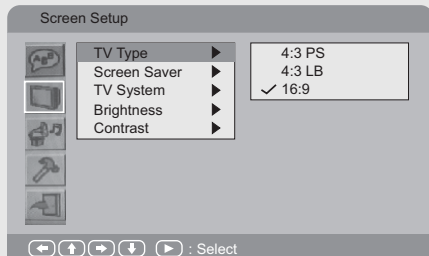 Screen Setup
TV Type
Screen Saver
TV System
Brightness
Contrast
4:3 PS
4:3 LB
16:9
: Select